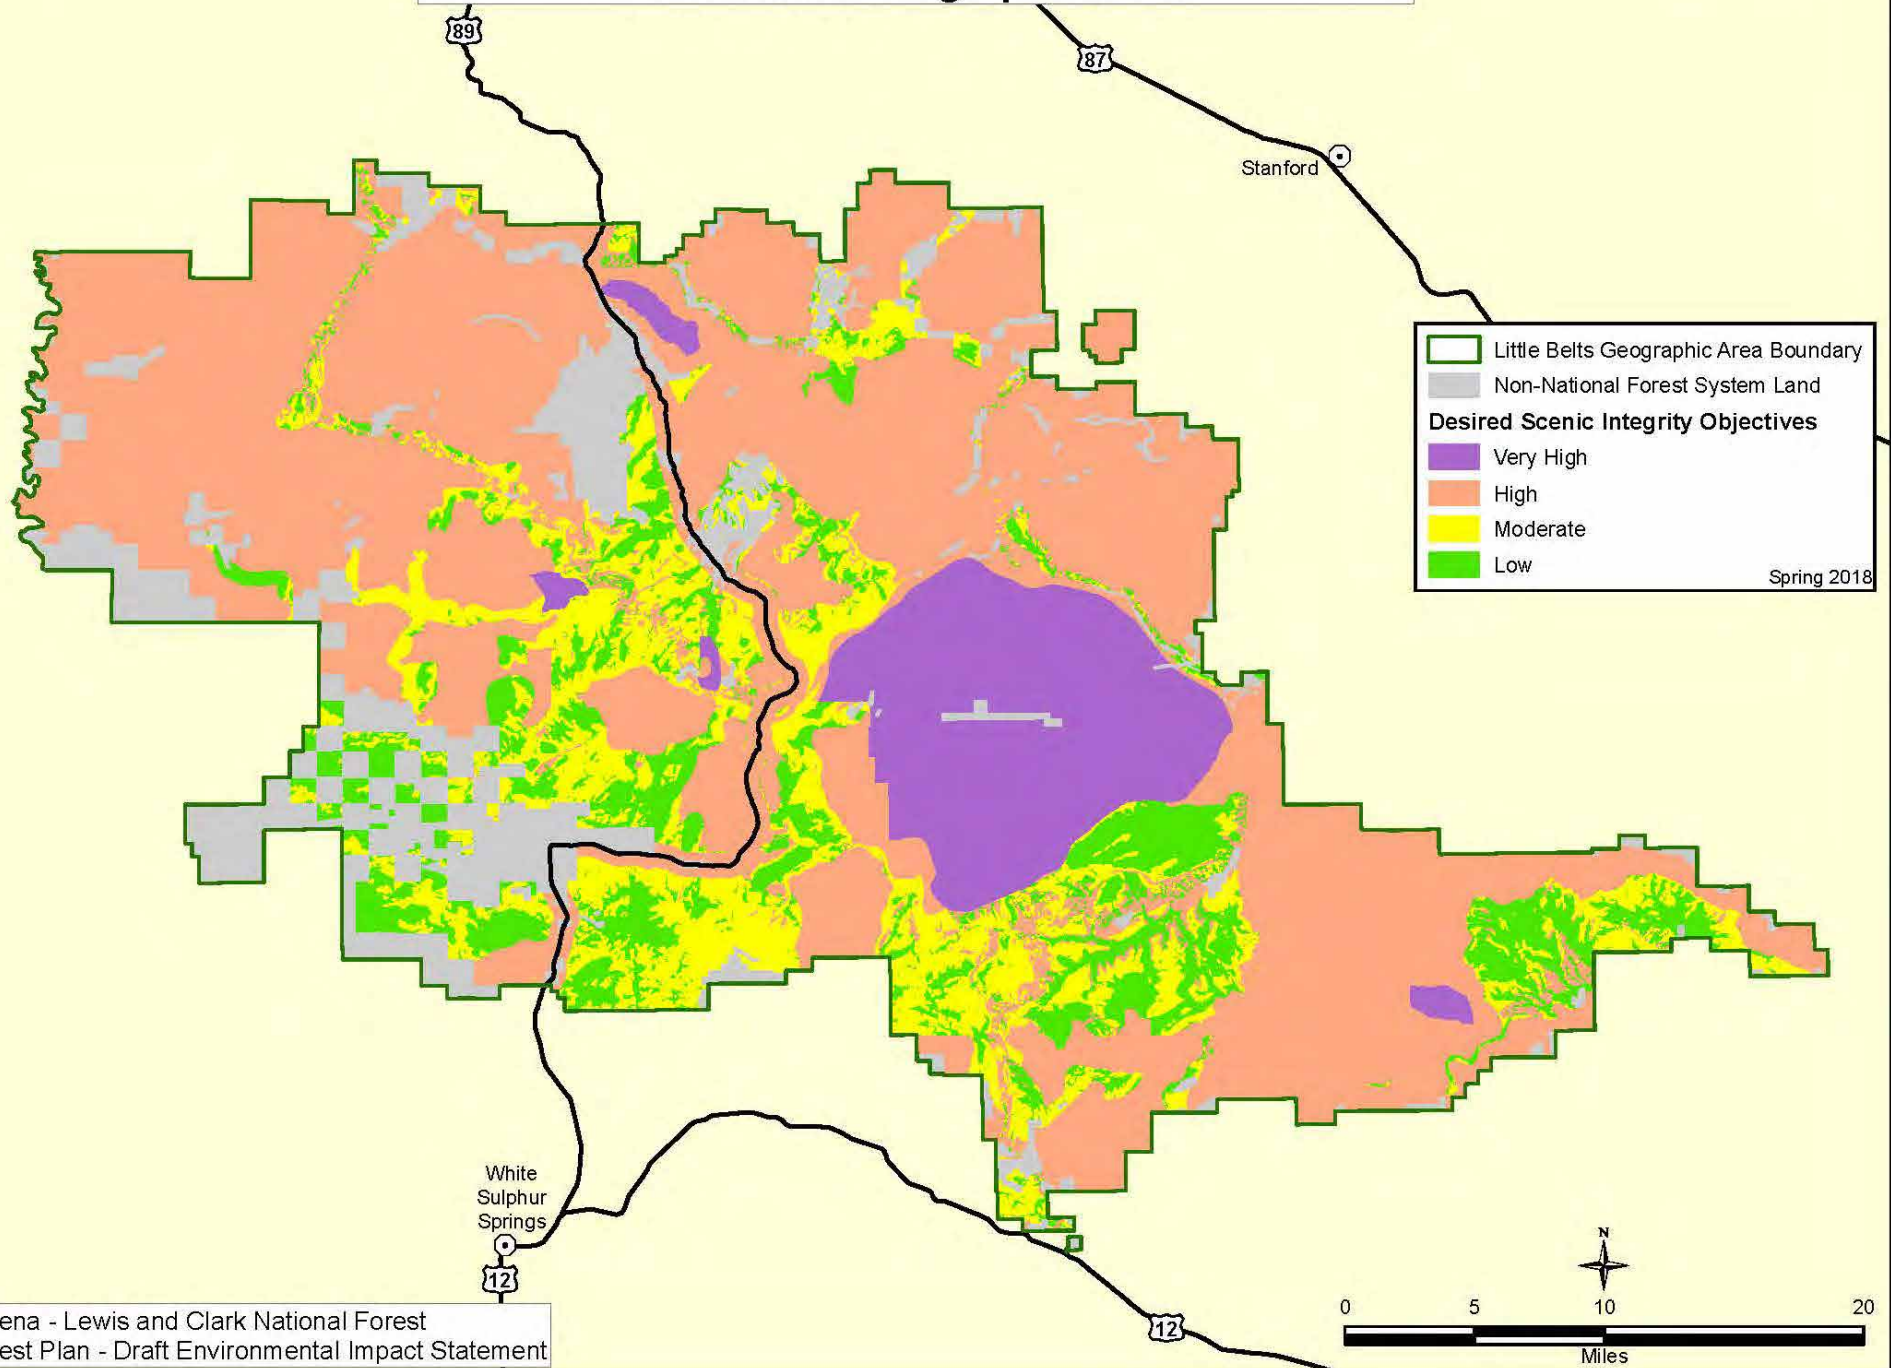 89
87
Stanford
Little Belts Geographic Area Boundary
Non-National Forest System Land
Desired Scenic Integrity Objectives
Very High
High
Moderate
Low
Spring 2018
White
Sulphur
Springs
12
12
N
0 5 10 20
Miles
ena - Lewis and Clark National Forest
est Plan - Draft Environmental Impact Statement